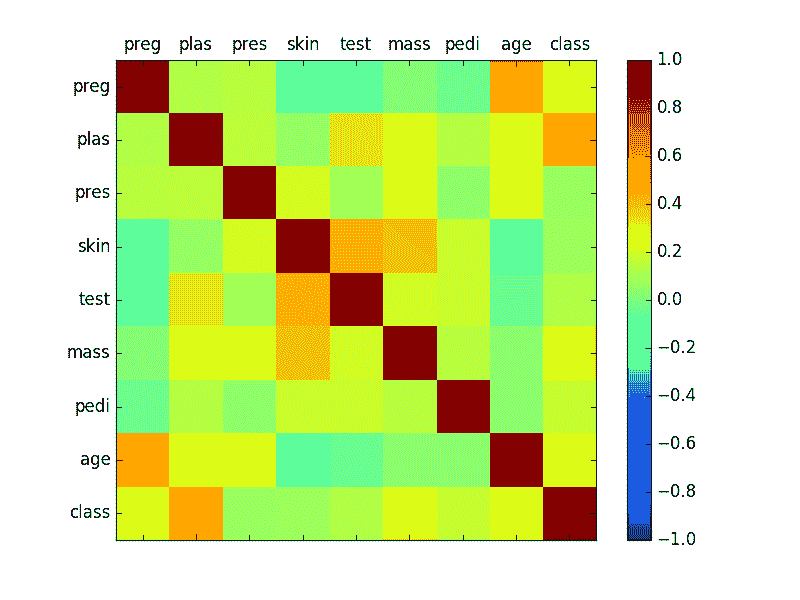 preg plas pres skin test mass pedi age class
preg
plas
pres
skin
test
mass
pedi
age
class
1.0
0.8
0.6
0.4
0.2
0.0
−0.2
−0.4
−0.6
−0.8
−1.0